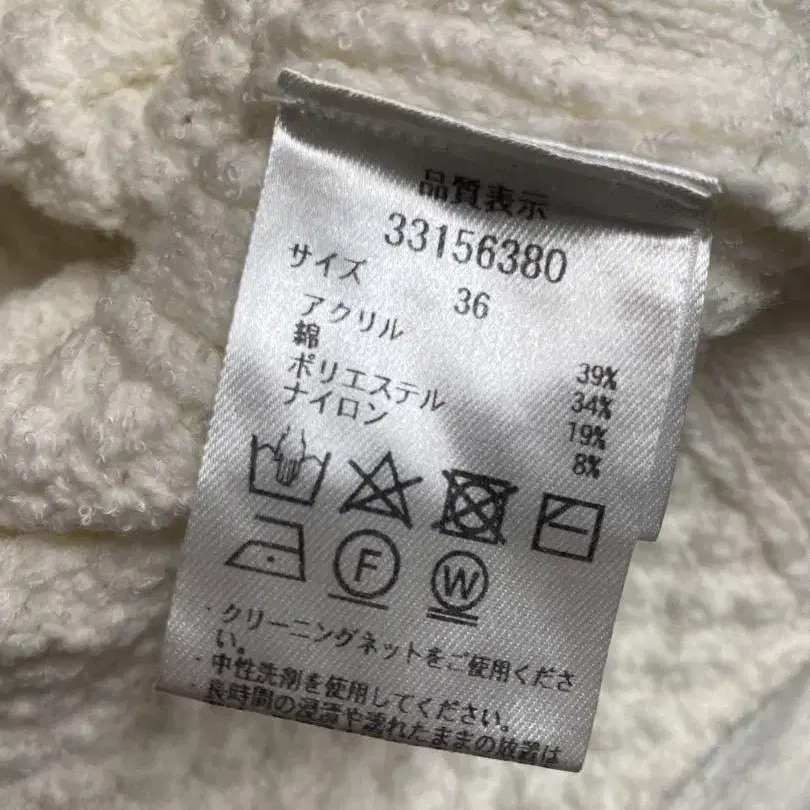 品質表示
33156380
サイズ 36
アクリル 39%
綿 34%
ポリエステル 19%
ナイロン 8%
F W
・クリーニングネットをご使用くださ
い。
・中性洗剤を使用してください。
長時間の浸置や濡れたままの放置は